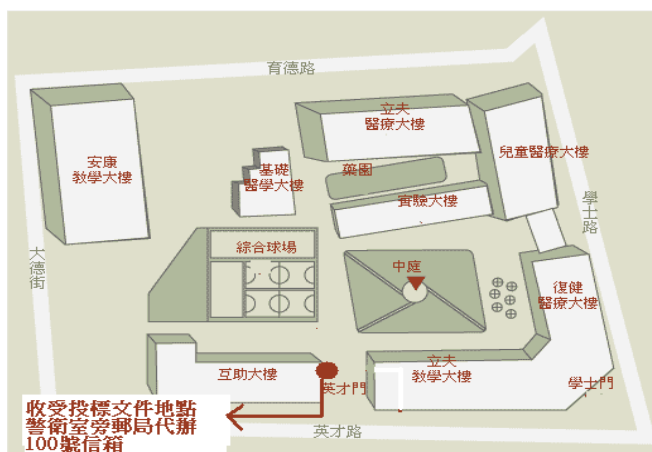 育德路
立夫
醫療大樓
安康
教學大樓
基礎
醫學大樓
藥園
兒童醫療大樓
實驗大樓
學士路
大德街
綜合球場
中庭
復健
醫療大樓
互助大樓
英才門
立夫
教學大樓
學士門
收受投標文件地點
警衛室旁郵局代辦
100號信箱
英才路